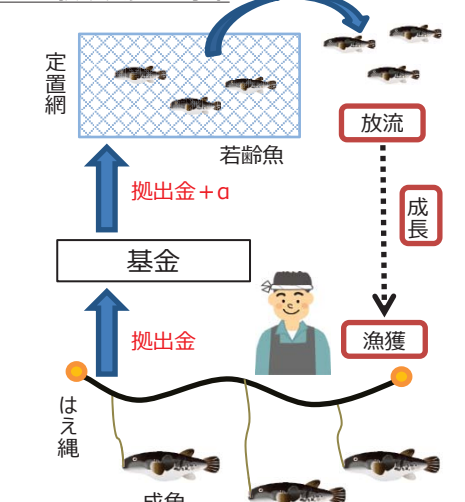 定置網
若齢魚
放流
拠出金+α
成長
基金
拠出金
漁獲
はえ縄
成魚